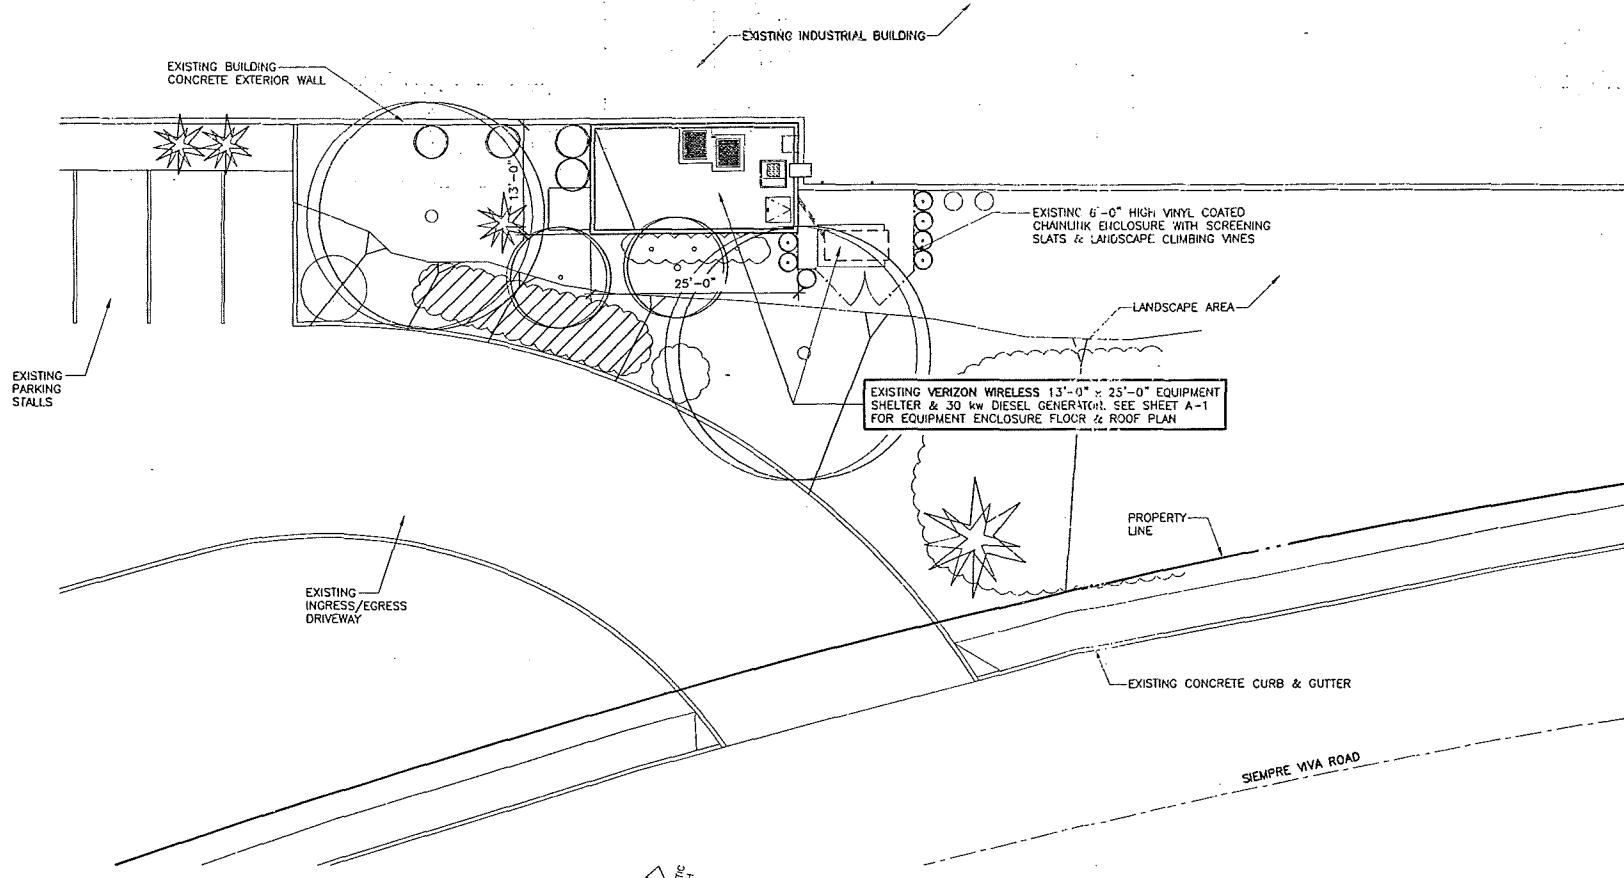 EXISTING INDUSTRIAL BUILDING
EXISTING BUILDING
CONCRETE EXTERIOR WALL
13'-0"
25'-0"
EXISTING 6'-0" HIGH VINYL COATED
CHAINLINK ENCLOSURE WITH SCREENING
SLATS & LANDSCAPE CLIMBING VINES
LANDSCAPE AREA
EXISTING
PARKING
STALLS
EXISTING VERIZON WIRELESS 13'-0" x 25'-0" EQUIPMENT
SHELTER & 30 kw DIESEL GENERATOR. SEE SHEET A-1
FOR EQUIPMENT ENCLOSURE FLOOR & ROOF PLAN
PROPERTY
LINE
EXISTING
INGRESS/EGRESS
DRIVEWAY
EXISTING CONCRETE CURB & GUTTER
SIEMPRE VIVA ROAD